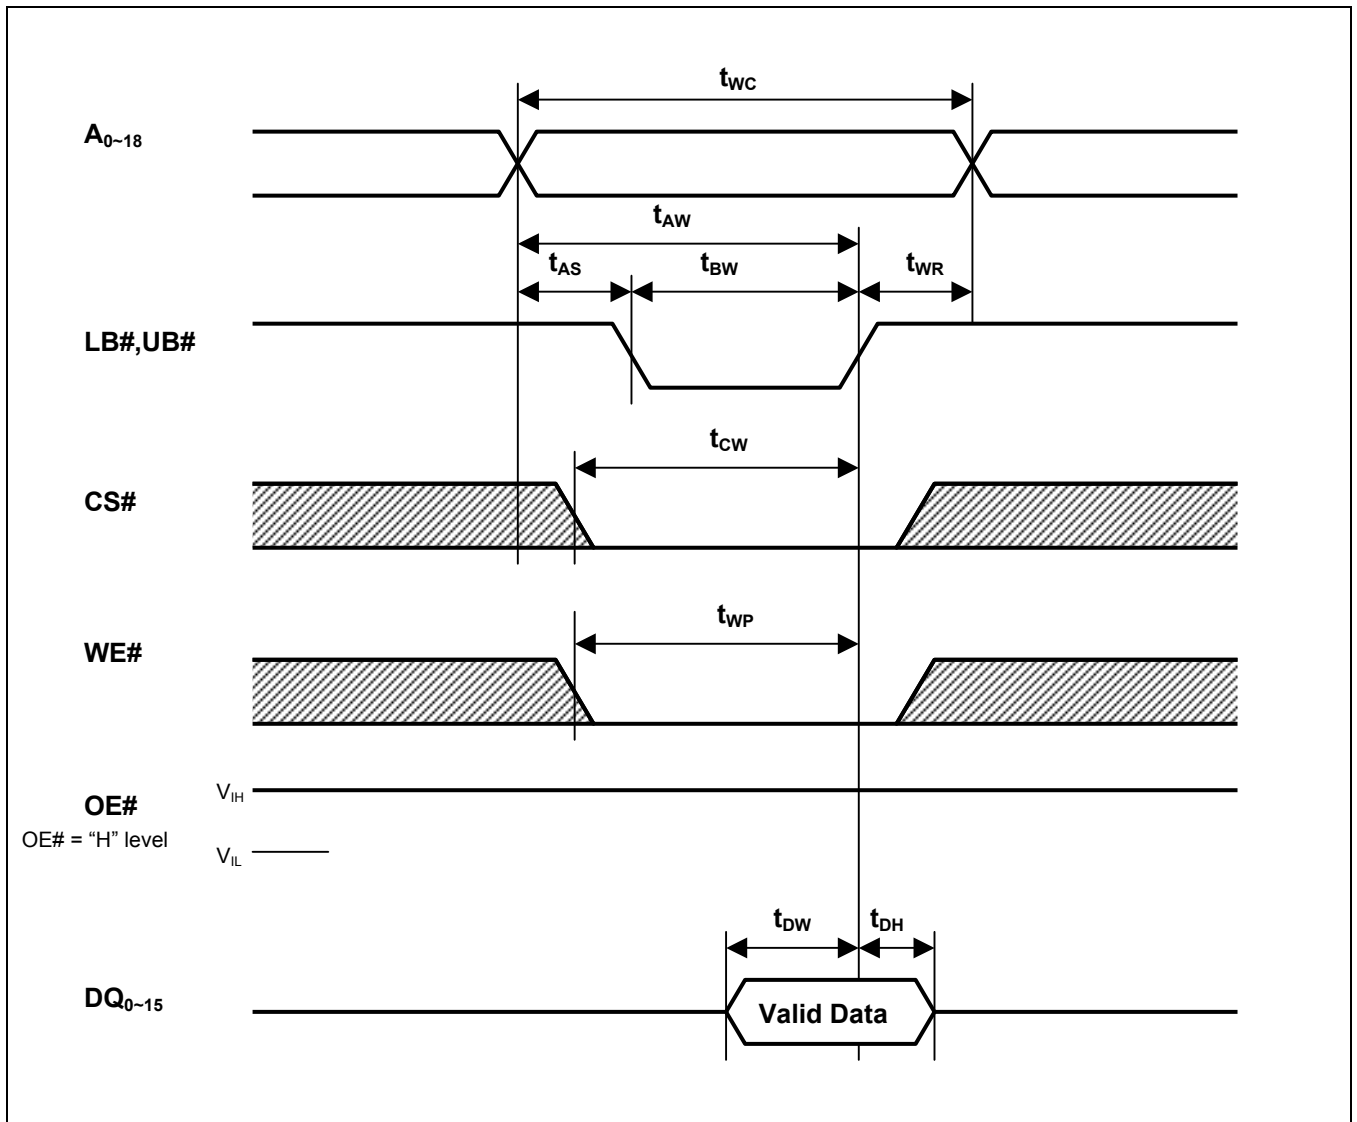 tWC
A0~18
tAW
tAS tBW tWR
LB#,UB#
tCW
CS#
tWP
WE#
VIH
OE#
OE# = “H” level
VIL
tDW tDH
DQ0~15
Valid Data